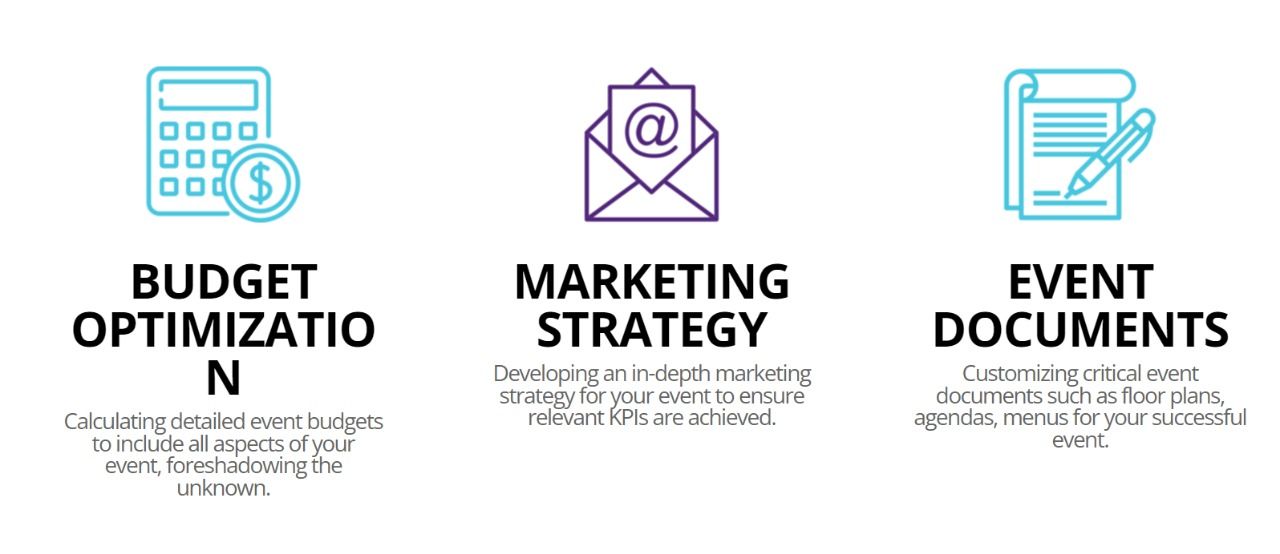 $
@
BUDGET
OPTIMIZATIO
N
Calculating detailed event budgets
to include all aspects of your
event, foreshadowing the
unknown.
MARKETING
STRATEGY
Developing an in-depth marketing
strategy for your event to ensure
relevant KPIs are achieved.
EVENT
DOCUMENTS
Customizing critical event
documents such as floor plans,
agendas, menus for your successful
event.